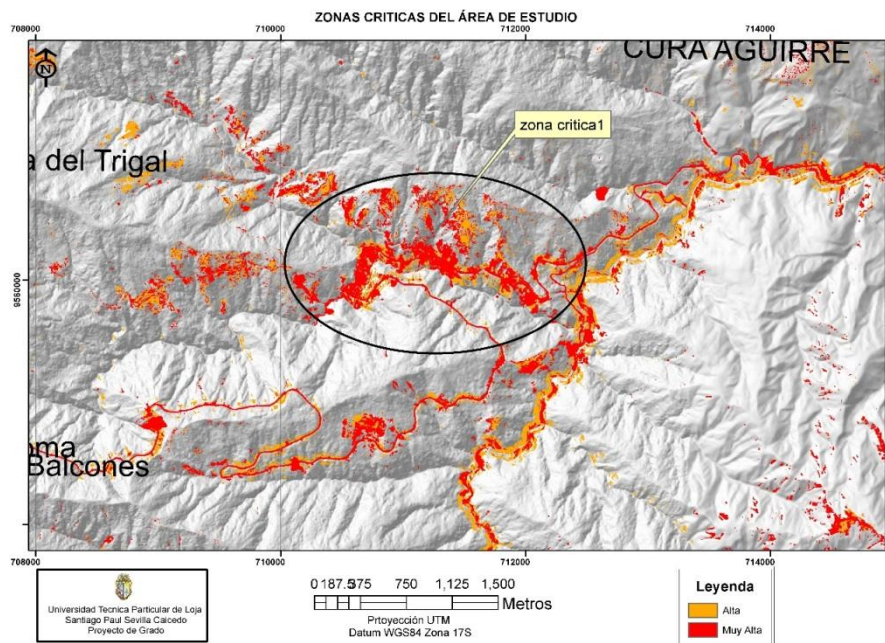 ZONAS CRITICAS DEL ÁREA DE ESTUDIO
708000
710000
712000
714000
N
CURA AGUIRRE
zona critica1
a del Trigal
9560000
oma
Balcones
708000
710000
712000
714000
Universidad Tecnica Particular de Loja
Santiago Paul Sevilla Caicedo
Proyecto de Grado
0 187.5 375 750 1,125 1,500
Metros
Prtoyección UTM
Datum WGS84 Zona 17S
Leyenda
Alta
Muy Alta